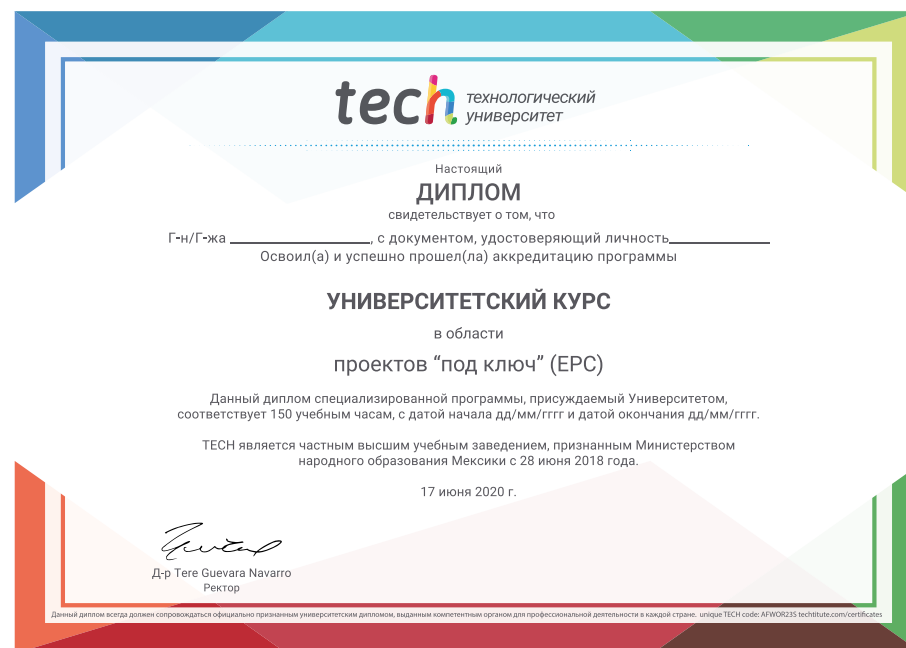 tech технологический
университет
Настоящий
ДИПЛОМ
свидетельствует о том, что
Г-н/Г-жа ____________, с документом, удостоверяющий личность____________
Освоил(а) и успешно прошел(ла) аккредитацию программы
УНИВЕРСИТЕТСКИЙ КУРС
в области
проектов “под ключ” (EPC)
Данный диплом специализированной программы, присуждаемый Университетом,
соответствует 150 учебным часам, с датой начала дд/мм/гггг и датой окончания дд/мм/гггг.
TECH является частным высшим учебным заведением, признанным Министерством
народного образования Мексики с 28 июня 2018 года.
17 июня 2020 г.
Д-р Tere Guevara Navarro
Ректор
Данный диплом всегда должен сопровождаться официально признанным университетским дипломом, выданным компетентным органом для профессиональной деятельности в каждой стране. unique TECH code: AFWOR23S techtitute.com/certificates